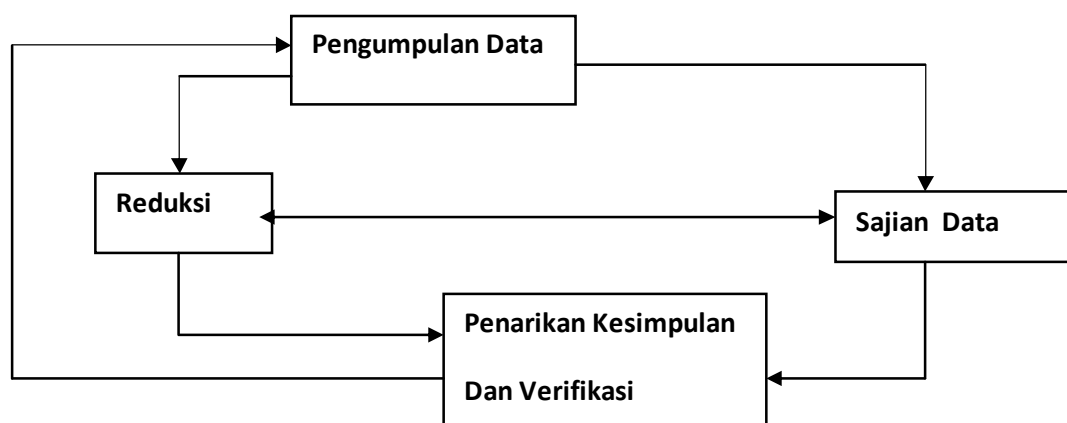 Pengumpulan Data
Reduksi
Sajian Data
Penarikan Kesimpulan
Dan Verifikasi